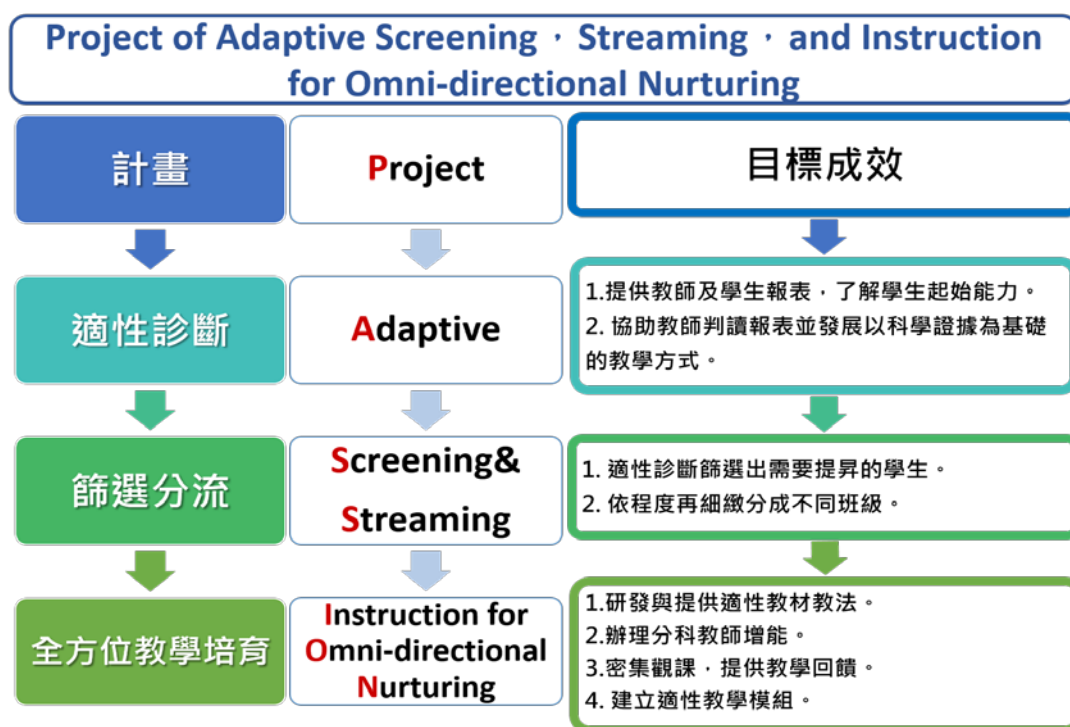 Project of Adaptive Screening，Streaming，and Instruction
for Omni-directional Nurturing
計畫
Project
目標成效
適性診斷
Adaptive
1.提供教師及學生報表，了解學生起始能力。
2. 協助教師判讀報表並發展以科學證據為基礎
的教學方式。
篩選分流
Screening&
Streaming
1. 適性診斷篩選出需要提昇的學生。
2. 依程度再細緻分成不同班級。
全方位教學培育
Instruction for
Omni-directional
Nurturing
1.研發與提供適性教材教法。
2.辦理分科教師增能。
3.密集觀課，提供教學回饋。
4. 建立適性教學模組。